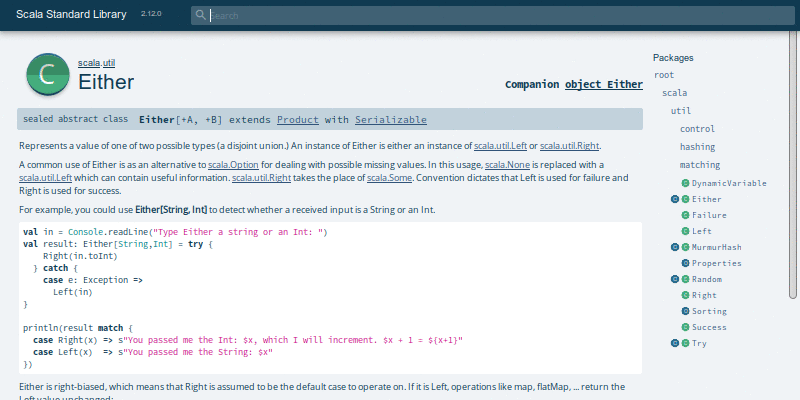 Scala Standard Library 2.12.0 Search
scala.util
C Either
Companion object Either
sealed abstract class Either[+A, +B] extends Product with Serializable
Represents a value of one of two possible types (a disjoint union.) An instance of Either is either an instance of scala.util.Left or scala.util.Right.
A common use of Either is as an alternative to scala.Option for dealing with possible missing values. In this usage, scala.None is replaced with a
scala.util.Left which can contain useful information. scala.util.Right takes the place of scala.Some. Convention dictates that Left is used for failure and
Right is used for success.
For example, you could use Either[String, Int] to detect whether a received input is a String or an Int.
val in = Console.readLine("Type Either a string or an Int: ")
val result: Either[String,Int] = try {
    Right(in.toInt)
  } catch {
    case e: Exception =>
      Left(in)
}
println(result match {
  case Right(x) => s"You passed me the Int: $x, which I will increment. $x + 1 = ${x+1}"
  case Left(x)  => s"You passed me the String: $x"
})
Either is right-biased, which means that Right is assumed to be the default case to operate on. If it is Left, operations like map, flatMap, ... return the
Left value unchanged:
Packages
root
scala
util
control
hashing
matching
C DynamicVariable
O C Either
C Failure
C Left
O C MurmurHash
O Properties
O C Random
C Right
O Sorting
C Success
O C Try